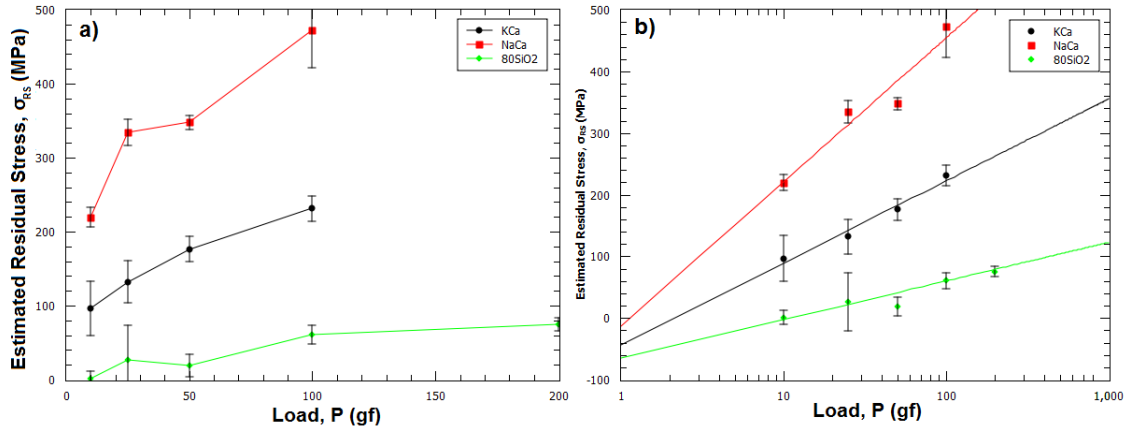 a)
KCa
NaCa
80SiO2
Estimated Residual Stress, σRS (MPa)
500
400
300
200
100
0
0
50
100
150
200
Load, P (gf)
b)
KCa
NaCa
80SiO2
Estimated Residual Stress, σRS (MPa)
500
400
300
200
100
0
-100
1
10
100
1,000
Load, P (gf)